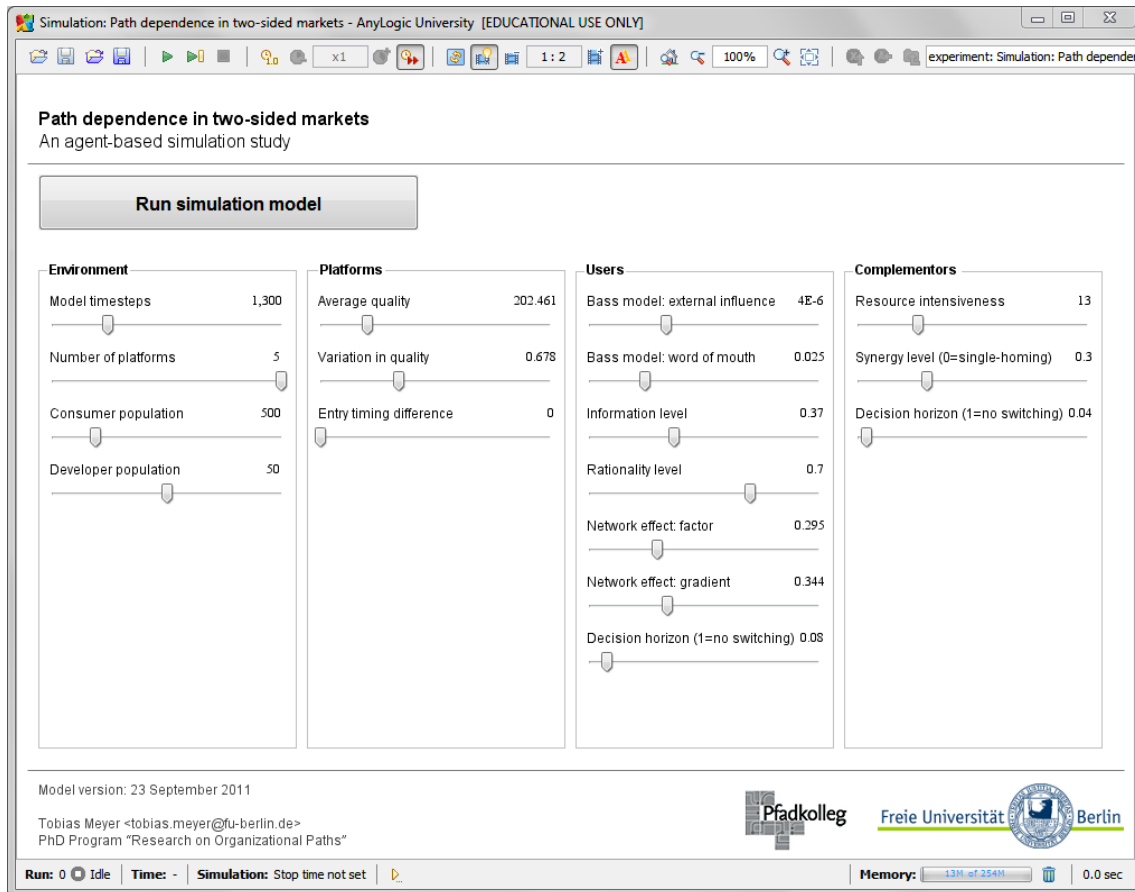 Simulation: Path dependence in two-sided markets - AnyLogic University [EDUCATIONAL USE ONLY]
x1 1:2 100% experiment: Simulation: Path depende
Path dependence in two-sided markets
An agent-based simulation study
Run simulation model
Environment
Model timesteps 1,300
Number of platforms 5
Consumer population 500
Developer population 50
Platforms
Average quality 202.461
Variation in quality 0.678
Entry timing difference 0
Users
Bass model: external influence 4E-6
Bass model: word of mouth 0.025
Information level 0.37
Rationality level 0.7
Network effect: factor 0.295
Network effect: gradient 0.344
Decision horizon (1=no switching) 0.08
Complementors
Resource intensiveness 13
Synergy level (0=single-homing) 0.3
Decision horizon (1=no switching) 0.04
Model version: 23 September 2011
Tobias Meyer <tobias.meyer@fu-berlin.de>
PhD Program "Research on Organizational Paths"
Pfadkolleg
Freie Universität Berlin
Run: 0 Idle Time: - Simulation: Stop time not set Memory: 13M of 254M 0.0 sec